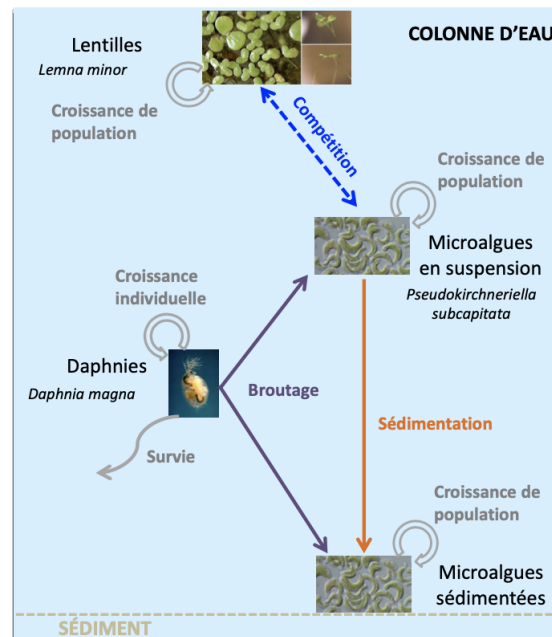 COLONNE D'EAU
Lentilles
Lemna minor
Croissance de
population
Compétition
Croissance de
population
Microalgues
en suspension
Pseudokirchneriella
subcapitata
Croissance
individuelle
Daphnies
Daphnia magna
Broutage
Sédimentation
Survie
Croissance de
population
Microalgues
sédimentées
SÉDIMENT